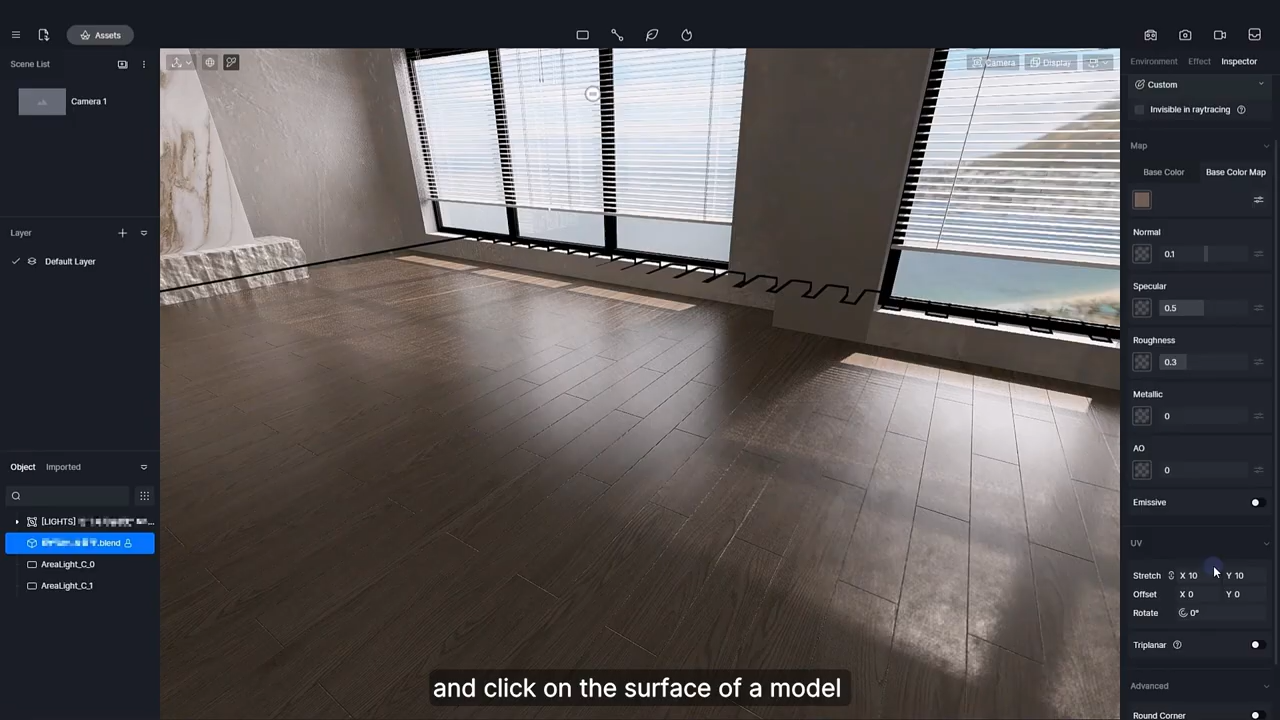 Assets
Scene List
Camera 1
Layer
Default Layer
Object Imported
[LIGHTS] ...
.blend
AreaLight_C_0
AreaLight_C_1
Camera Display
Environment Effect Inspector
Custom
Invisible in raytracing
Map
Base Color Base Color Map
Normal
0.1
Specular
0.5
Roughness
0.3
Metallic
0
AO
0
Emissive
UV
Stretch X 10 Y 10
Offset X 0 Y 0
Rotate 0°
Triplanar
Advanced
Round Corner
and click on the surface of a model